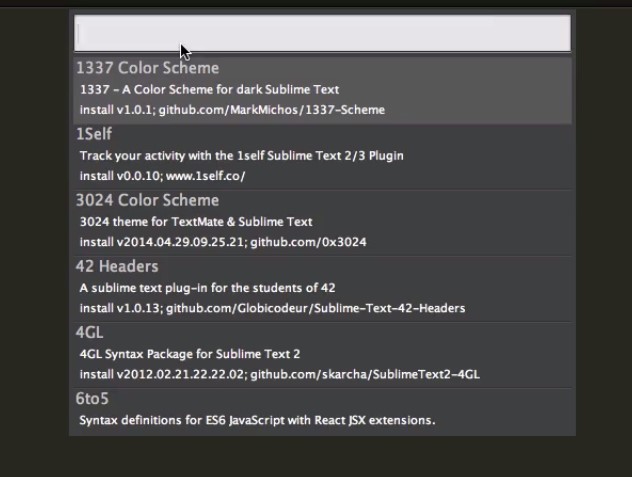 1337 Color Scheme
1337 - A Color Scheme for dark Sublime Text
install v1.0.1; github.com/MarkMichos/1337-Scheme
1Self
Track your activity with the 1self Sublime Text 2/3 Plugin
install v0.0.10; www.1self.co/
3024 Color Scheme
3024 theme for TextMate & Sublime Text
install v2014.04.29.09.25.21; github.com/0x3024
42 Headers
A sublime text plug-in for the students of 42
install v1.0.13; github.com/Globicodeur/Sublime-Text-42-Headers
4GL
4GL Syntax Package for Sublime Text 2
install v2012.02.21.22.22.02; github.com/skarcha/SublimeText2-4GL
6to5
Syntax definitions for ES6 JavaScript with React JSX extensions.